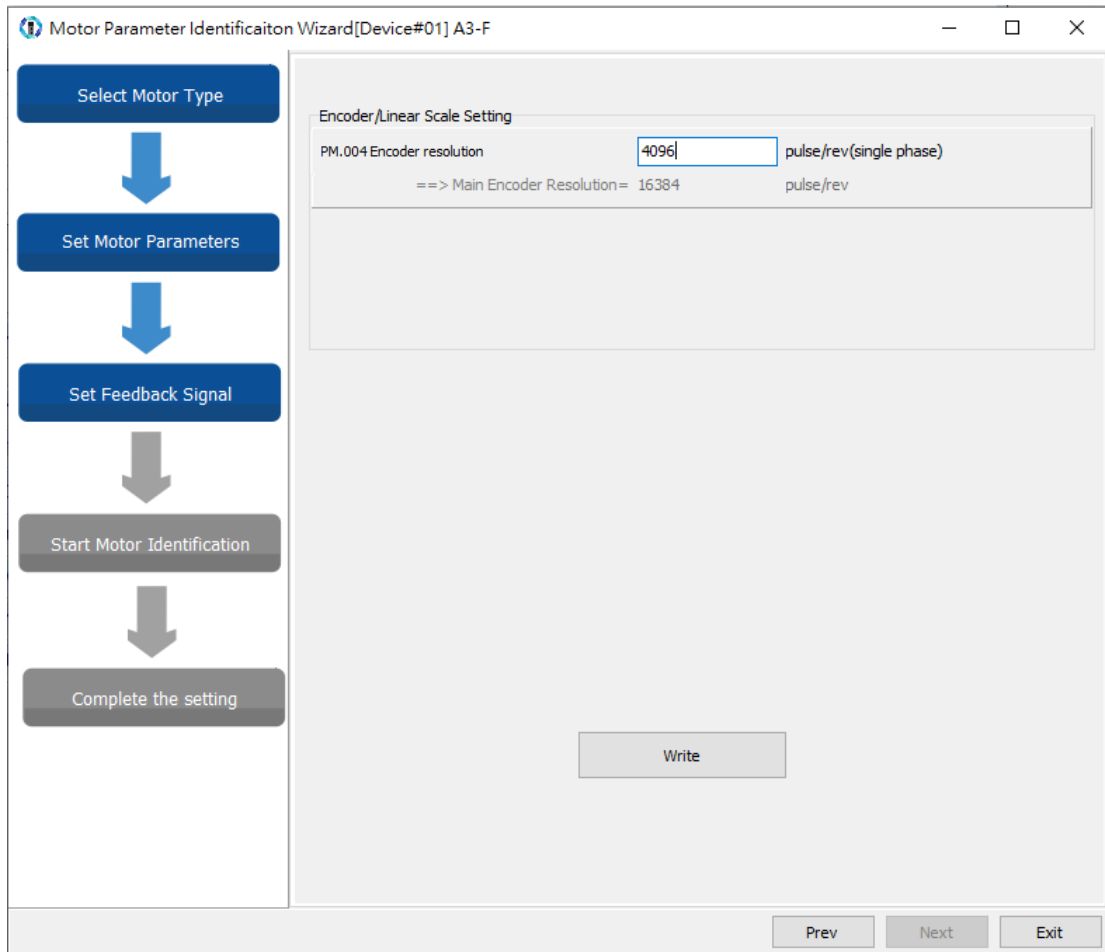 Motor Parameter Identificaiton Wizard[Device#01] A3-F
Select Motor Type
Set Motor Parameters
Set Feedback Signal
Start Motor Identification
Complete the setting
Encoder/Linear Scale Setting
PM.004 Encoder resolution 4096 pulse/rev(single phase)
==> Main Encoder Resolution= 16384 pulse/rev
Write
Prev Next Exit